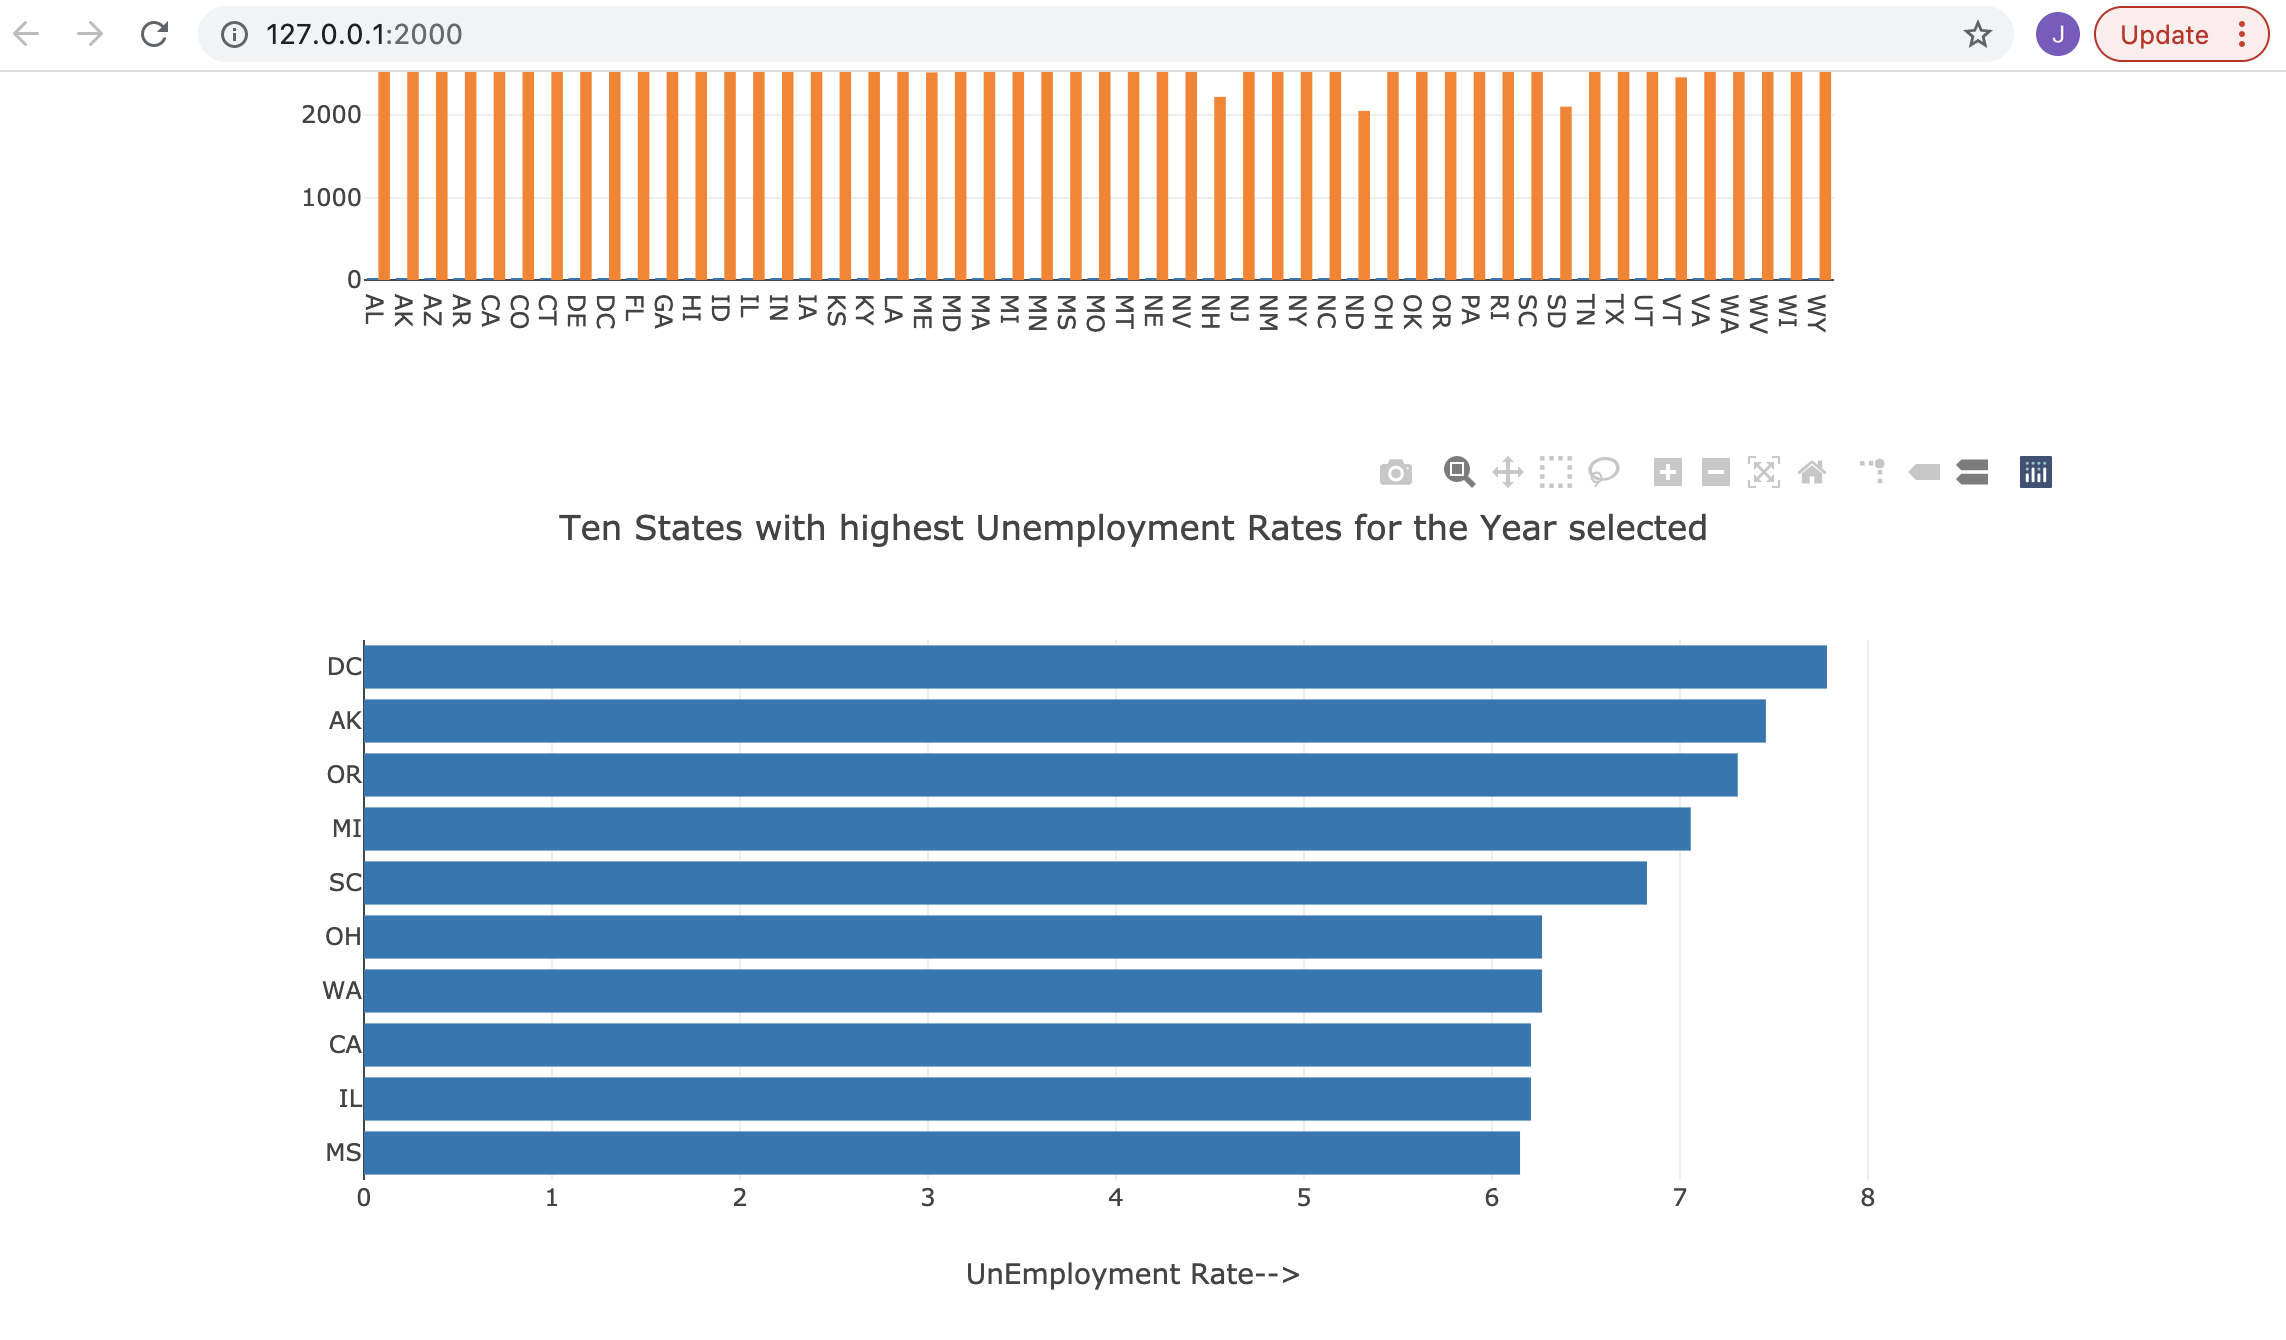 127.0.0.1:2000
J
Update
2000
1000
0
AL AK AZ AR CA CO CT DE DC FL GA HI ID IL IN IA KS KY LA ME MD MA MI MN MS MO MT NE NV NH NJ NM NY NC ND OH OK OR PA RI SC SD TN TX UT VT VA WA WV WI WY
Ten States with highest Unemployment Rates for the Year selected
DC
AK
OR
MI
SC
OH
WA
CA
IL
MS
0 1 2 3 4 5 6 7 8
UnEmployment Rate-->